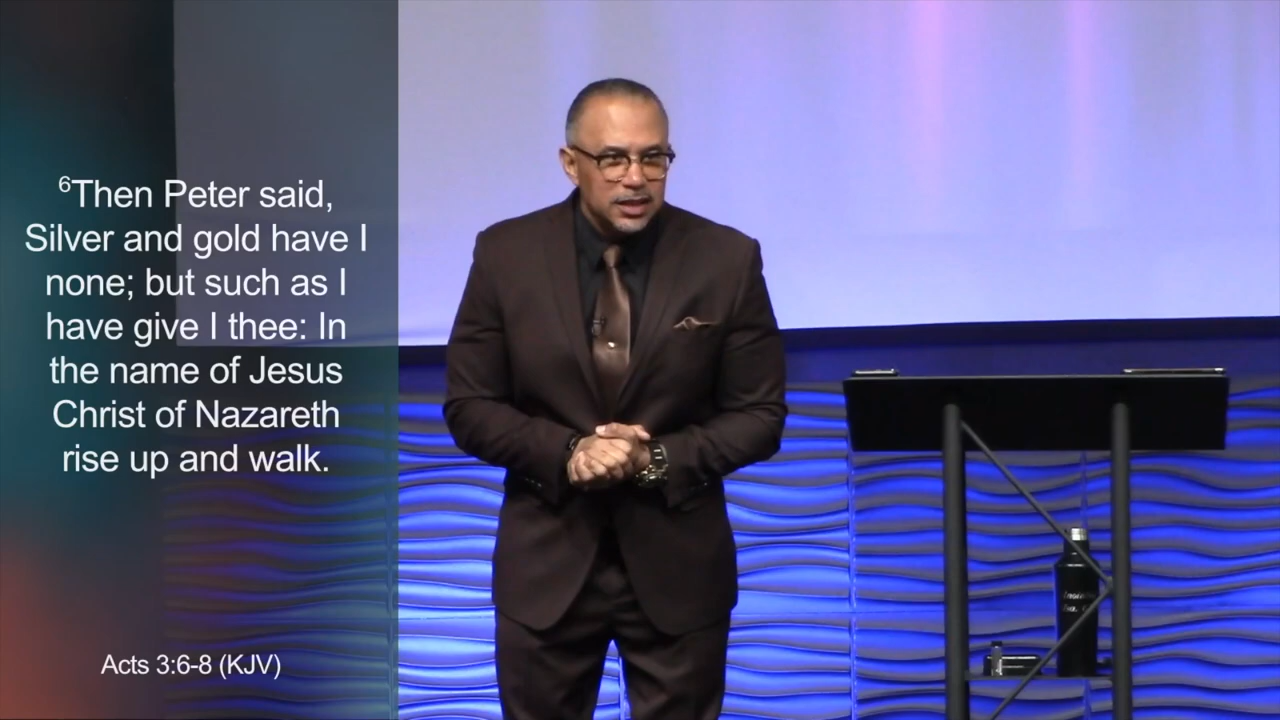 ⁶Then Peter said,
Silver and gold have I
none; but such as I
have give I thee: In
the name of Jesus
Christ of Nazareth
rise up and walk.
Acts 3:6-8 (KJV)